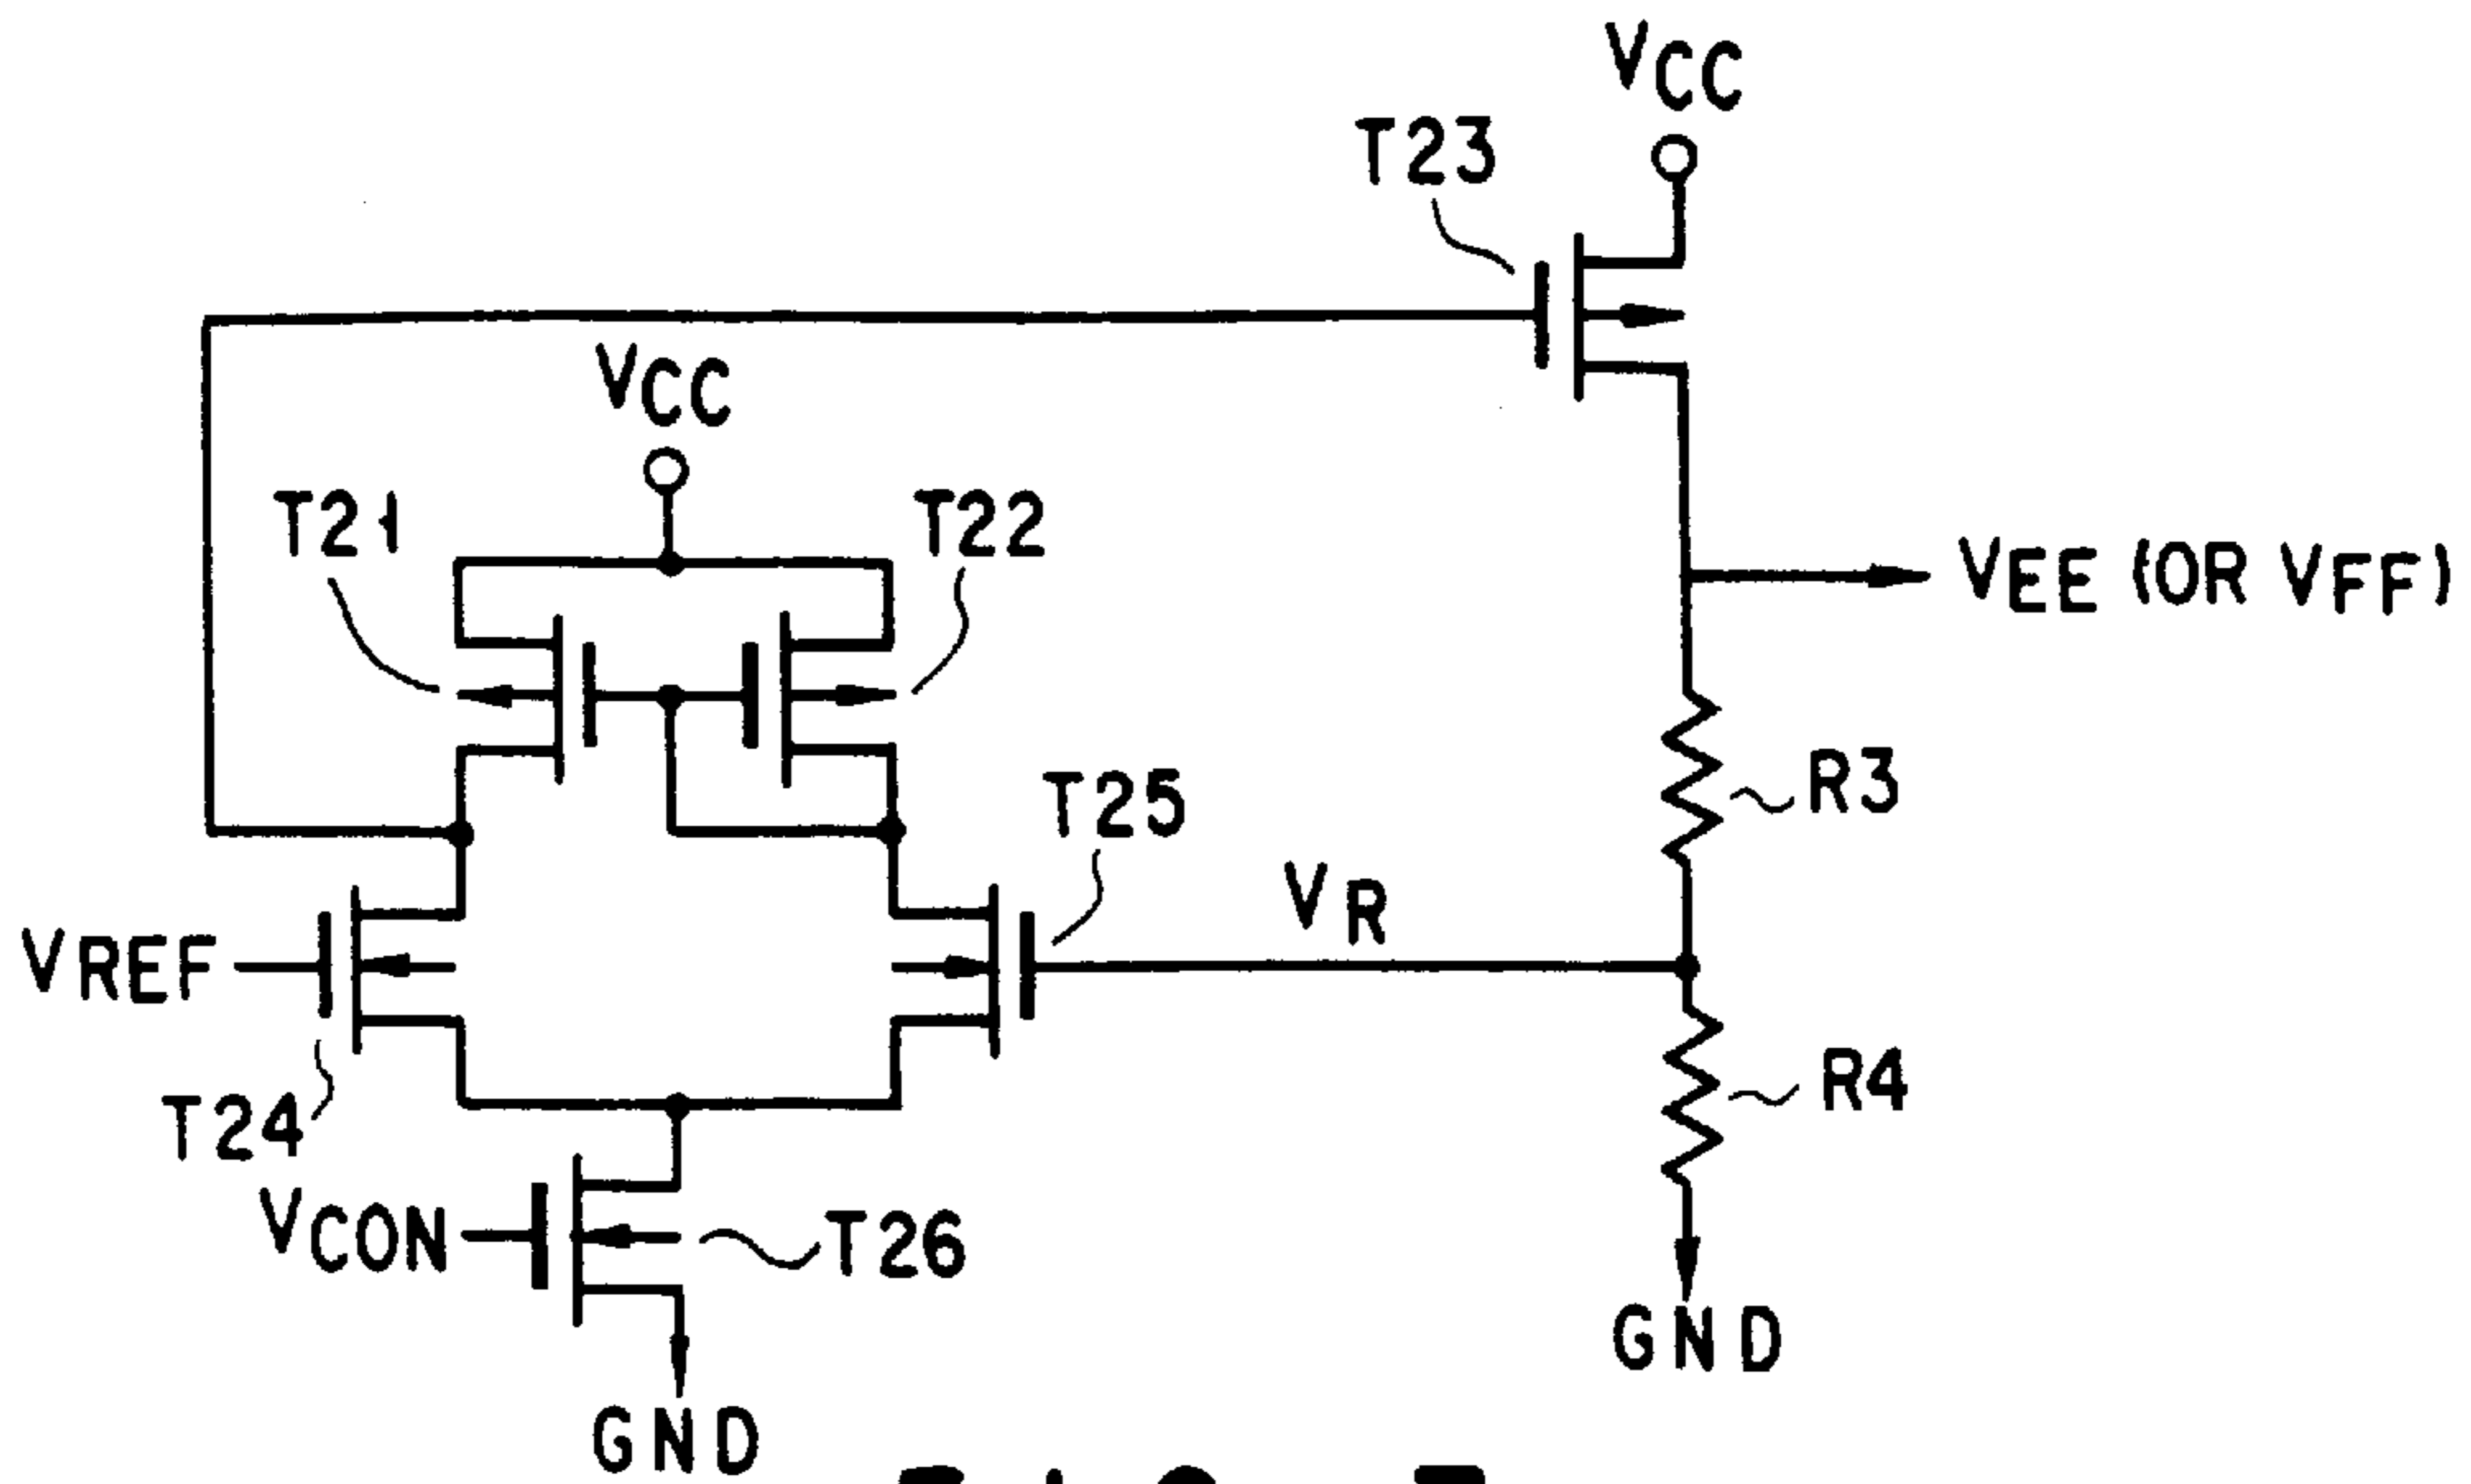 VCC
T23
VCC
T21
T22
VEE (OR VFF)
T25
R3
VR
VREF
R4
T24
VCON
T26
GND
GND